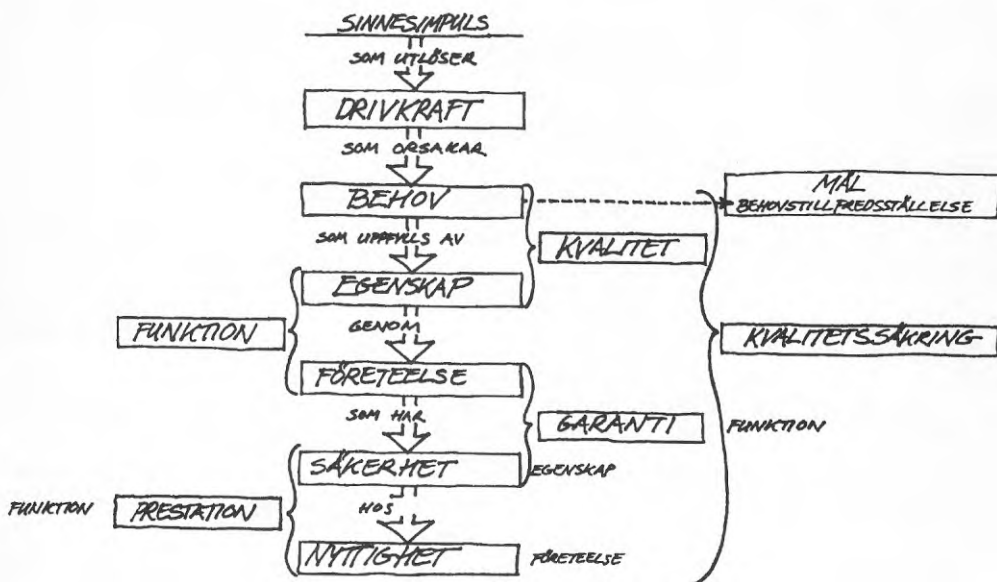 SINNESIMPULS
SOM UTLÖSER
DRIVKRAFT
SOM ORSAKAR
BEHOV
MÅL
BEHOVSTILLFREDSSTÄLLELSE
SOM UPPFYLLS AV
KVALITET
EGENSKAP
FUNKTION
GENOM
KVALITETSSÄKRING
FÖRETEELSE
SOM HAR
GARANTI
FUNKTION
SÄKERHET
EGENSKAP
FUNKTION
PRESTATION
HOS
NYTTIGHET
FÖRETEELSE